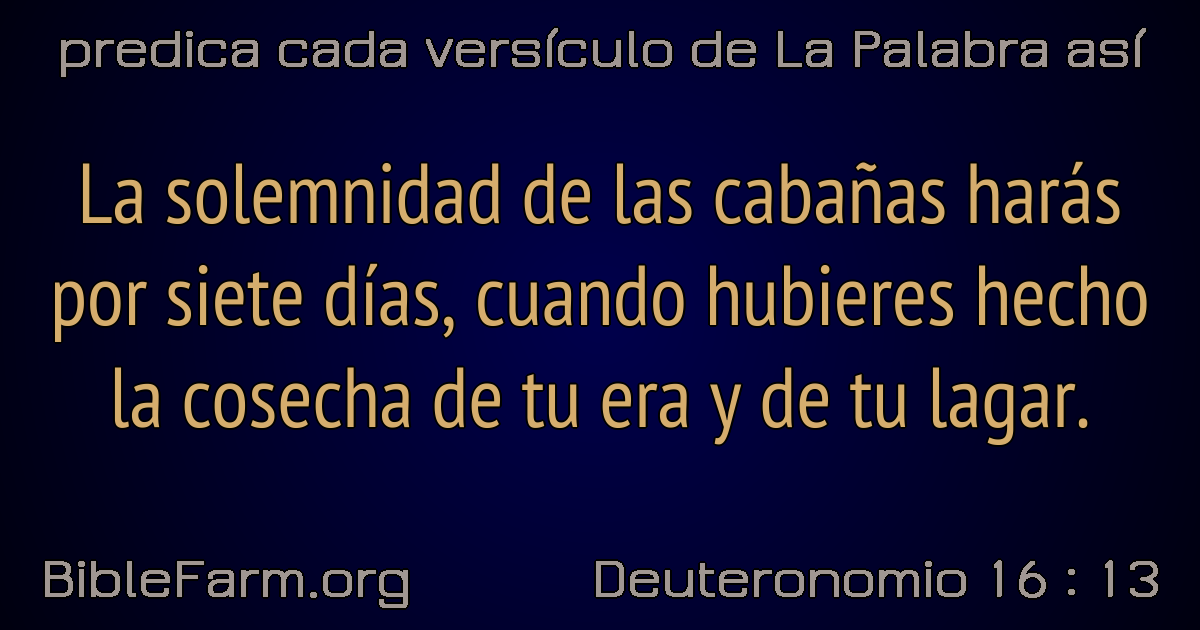 predica cada versículo de La Palabra así
La solemnidad de las cabañas harás
por siete días, cuando hubieres hecho
la cosecha de tu era y de tu lagar.
BibleFarm.org
Deuteronomio 16 : 13